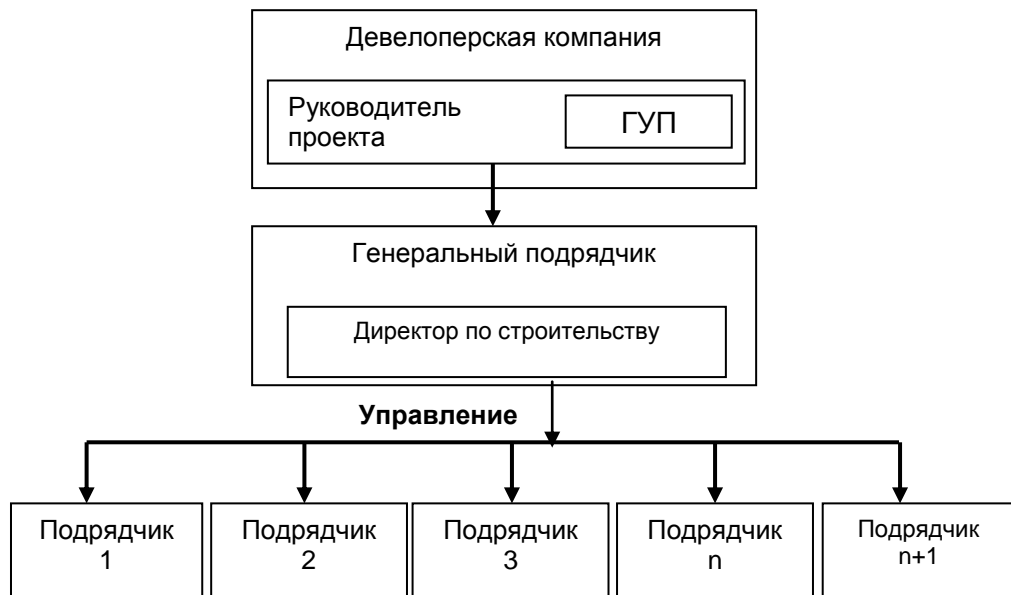 Девелоперская компания
Руководитель
проекта
ГУП
Генеральный подрядчик
Директор по строительству
Управление
Подрядчик
1
Подрядчик
2
Подрядчик
3
Подрядчик
n
Подрядчик
n+1